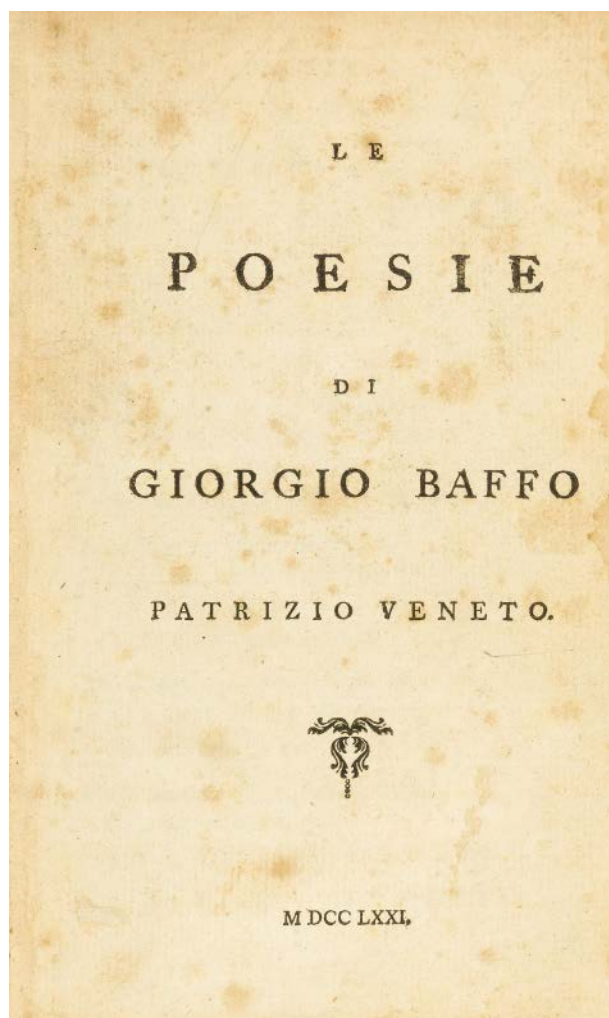 LE
POESIE
DI
GIORGIO BAFFO
PATRIZIO VENETO.
M DCC LXXI.